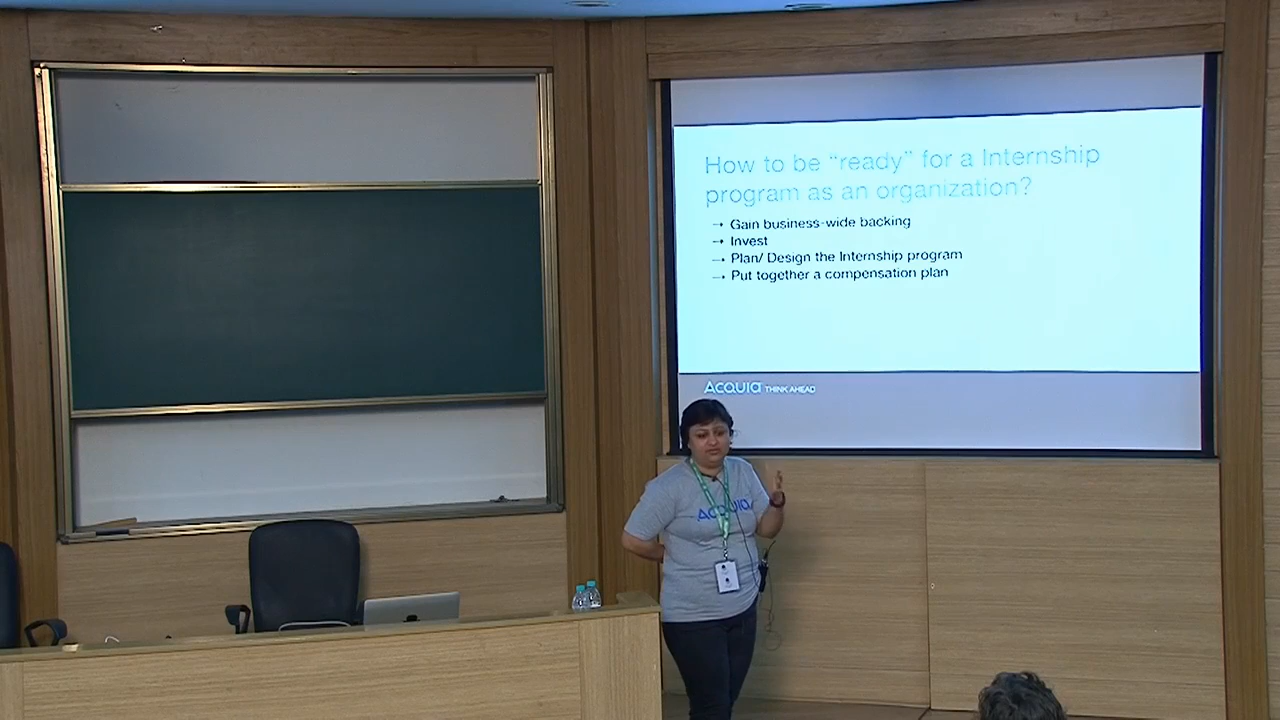 How to be “ready” for a Internship
program as an organization?
→ Gain business-wide backing
→ Invest
→ Plan/ Design the Internship program
→ Put together a compensation plan
ACQUIA THINK AHEAD
ACQUIA